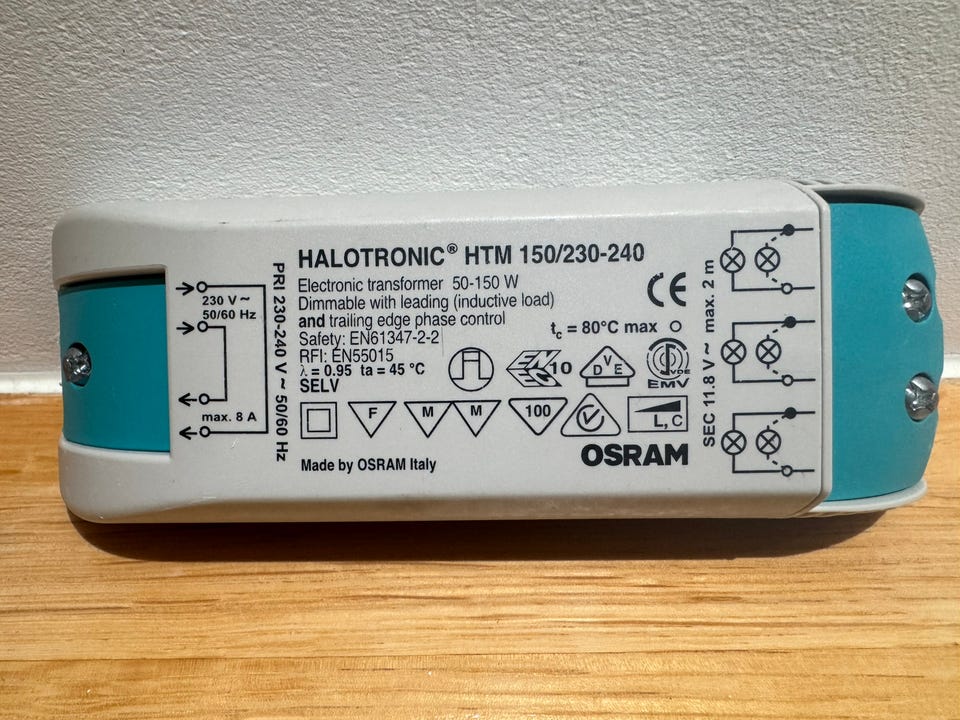 HALOTRONIC® HTM 150/230-240
Electronic transformer 50-150 W
Dimmable with leading (inductive load)
and trailing edge phase control
Safety: EN61347-2-2
RFI: EN55015
λ = 0.95 ta = 45 °C
SELV
tc = 80°C max
CE
230 V ~
50/60 Hz
max. 8 A
PRI 230-240 V ~ 50/60 Hz
ENEC 10
VDE
VDE
EMV
F
M M
100
L, C
OSRAM
Made by OSRAM Italy
SEC 11.8 V ~ max. 2 m